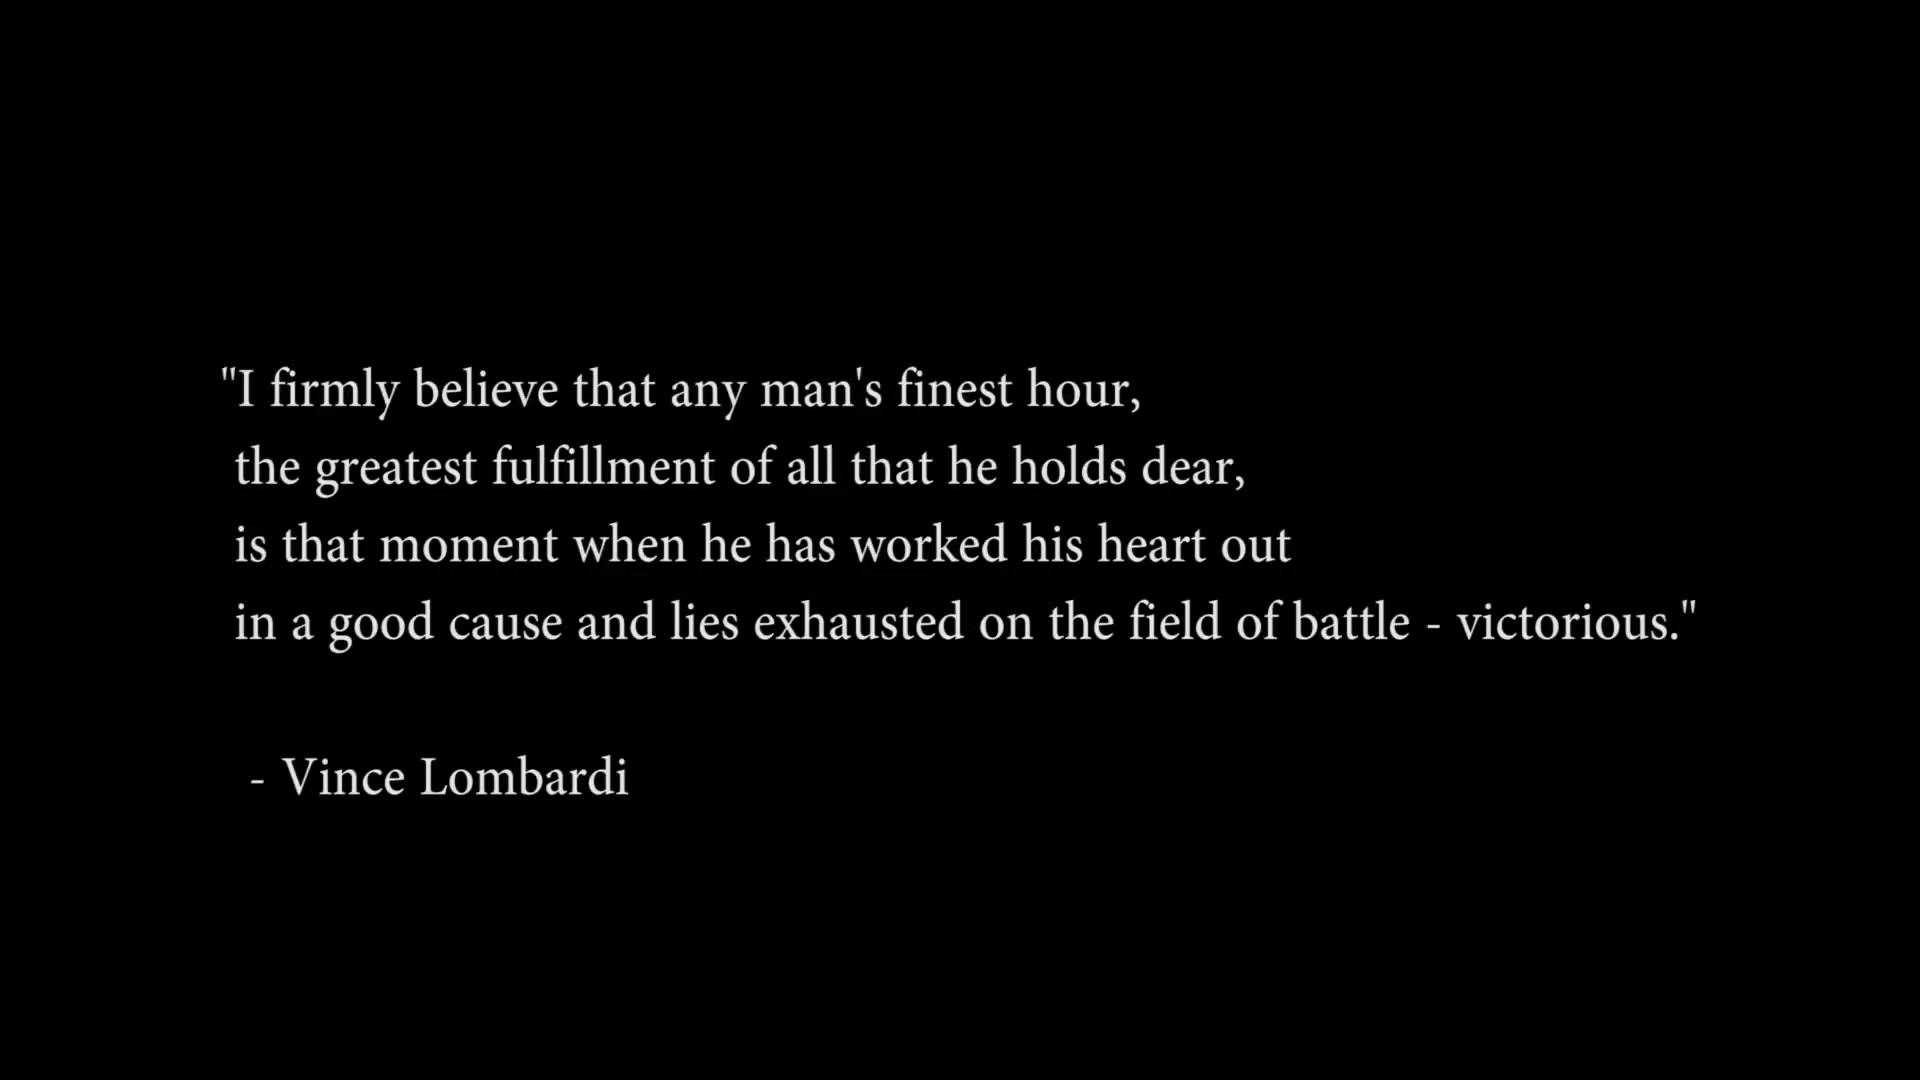 "I firmly believe that any man's finest hour,
the greatest fulfillment of all that he holds dear,
is that moment when he has worked his heart out
in a good cause and lies exhausted on the field of battle - victorious."
- Vince Lombardi